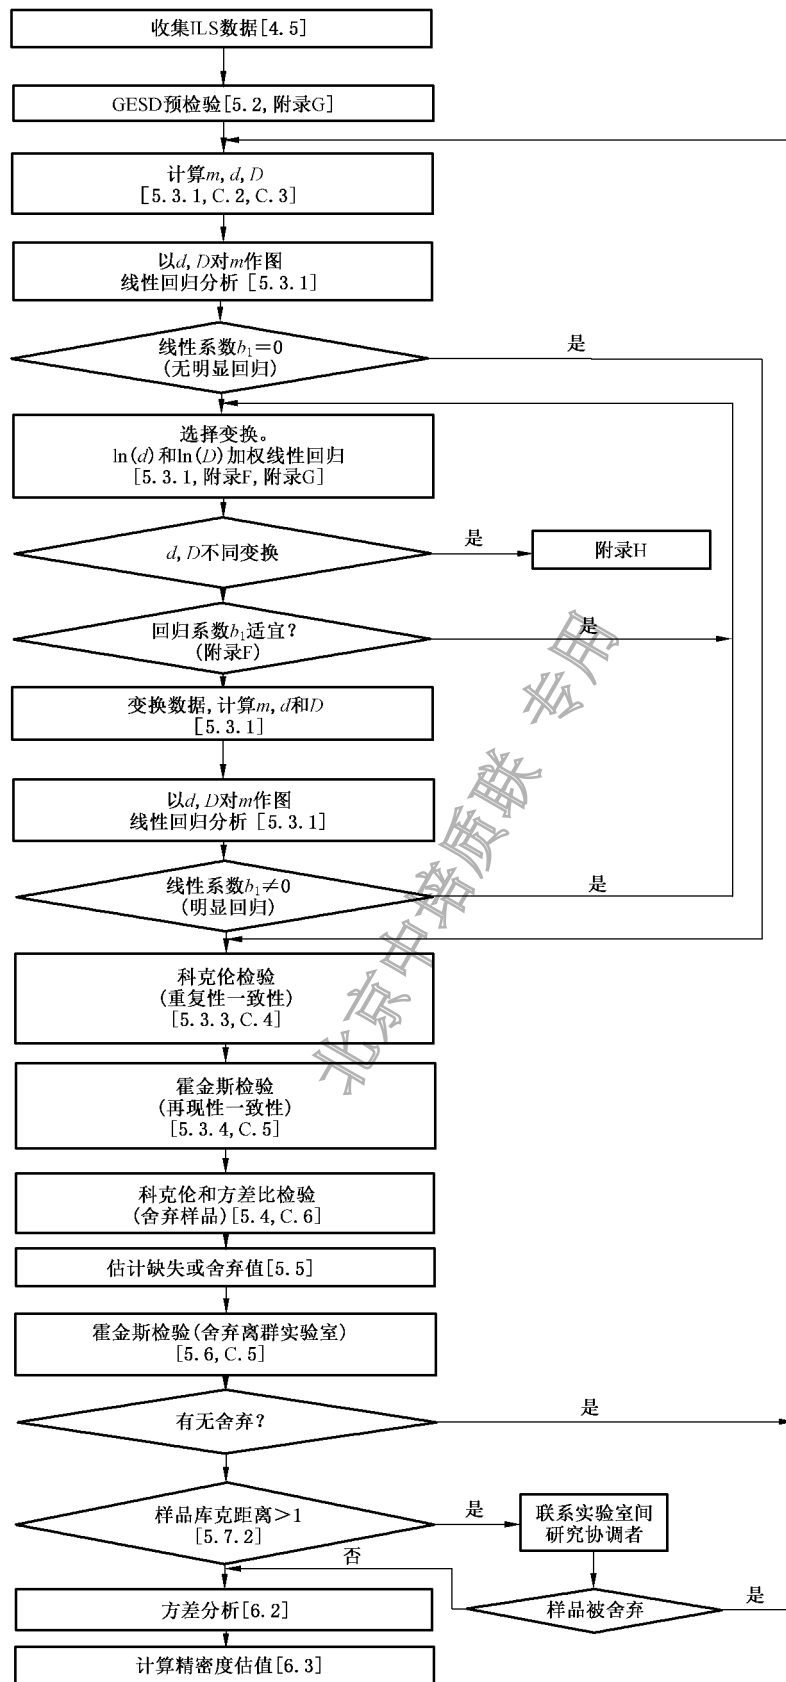 收集ILS数据[4.5]
GESD预检验[5.2,附录G]
计算m,d,D
[5.3.1,C.2,C.3]
以d,D对m作图
线性回归分析 [5.3.1]
线性系数b₁=0
(无明显回归)
是
选择变换。
ln(d)和ln(D)加权线性回归
[5.3.1,附录F,附录G]
d,D不同变换
是
附录H
回归系数b₁适宜?
(附录F)
是
变换数据,计算m,d和D
[5.3.1]
以d,D对m作图
线性回归分析 [5.3.1]
线性系数b₁≠0
(明显回归)
是
科克伦检验
(重复性一致性)
[5.3.3,C.4]
霍金斯检验
(再现性一致性)
[5.3.4,C.5]
科克伦和方差比检验
(舍弃样品)[5.4,C.6]
估计缺失或舍弃值[5.5]
霍金斯检验(舍弃离群实验室)
[5.6,C.5]
有无舍弃?
是
样品库克距离>1
[5.7.2]
是
联系实验室间
研究协调者
否
样品被舍弃
是
方差分析[6.2]
计算精密度估值[6.3]
北京中培质联 专用